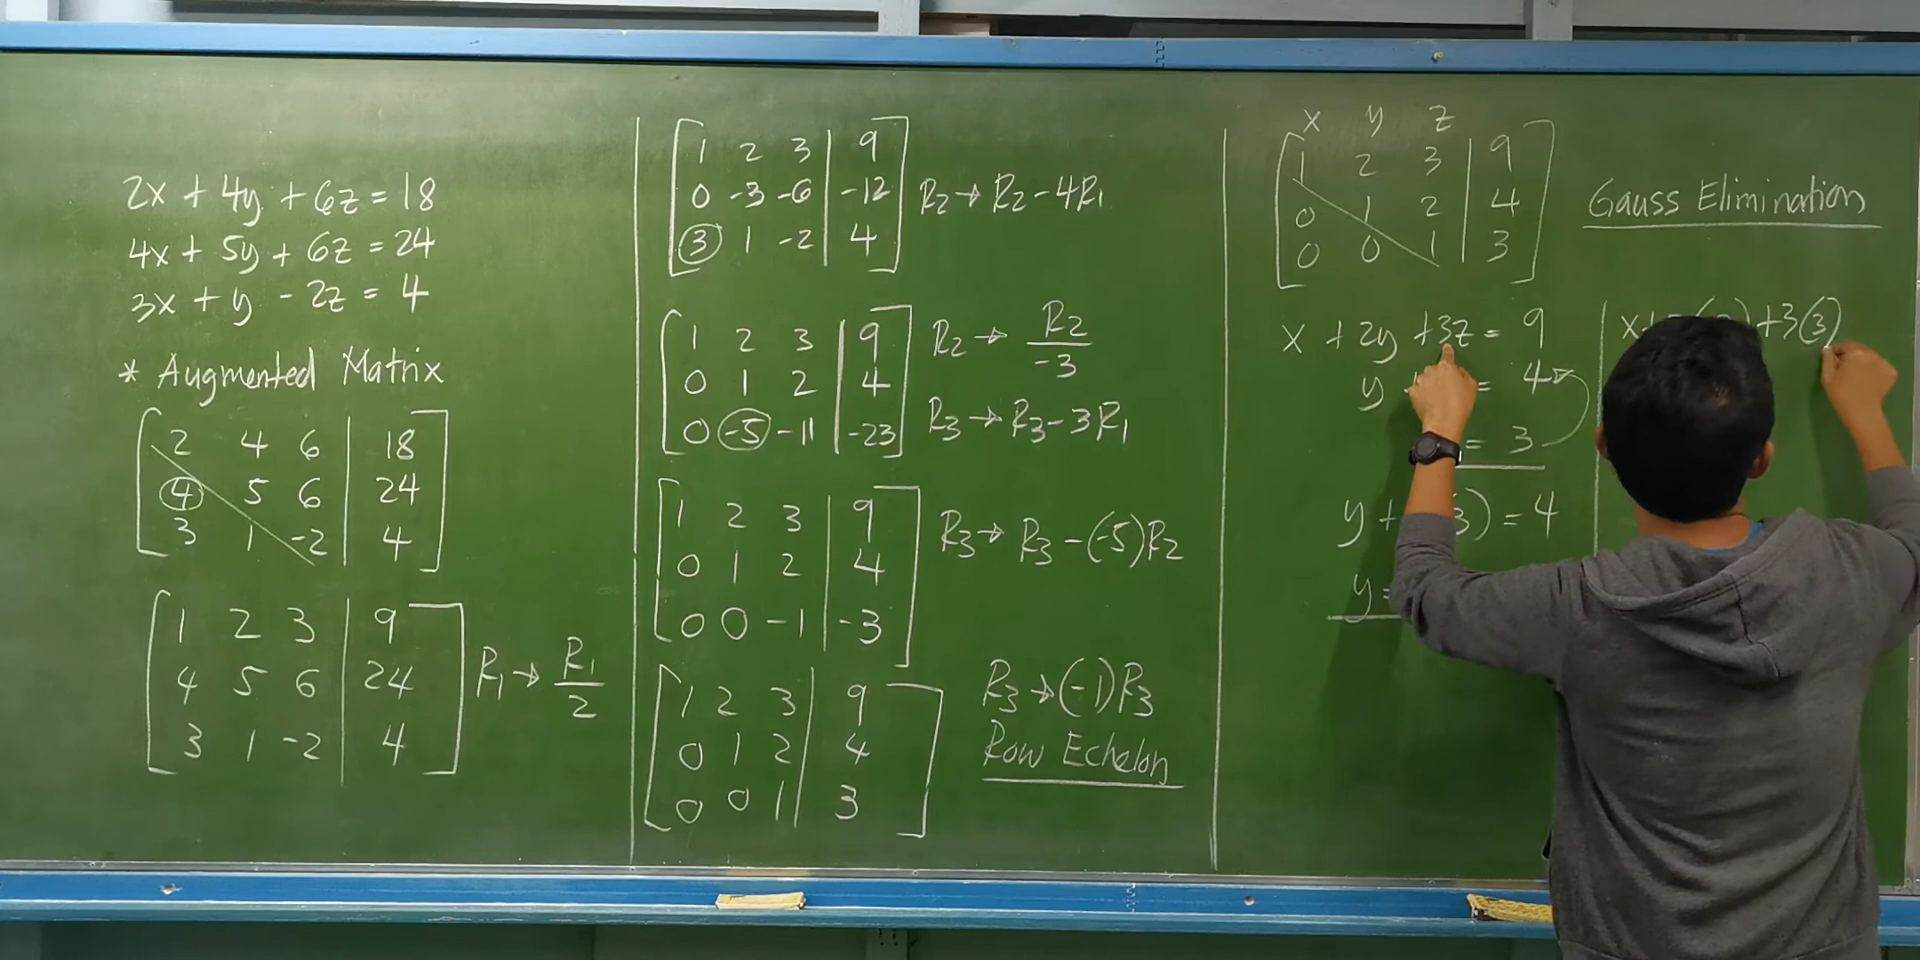 2x + 4y + 6z = 18
4x + 5y + 6z = 24
3x + y - 2z = 4
* Augmented Matrix
2 4 6 | 18
4 5 6 | 24
3 1 -2 | 4
1 2 3 | 9
4 5 6 | 24 R1 → R1/2
3 1 -2 | 4
1 2 3 | 9
0 -3 -6 | -12 R2 → R2 - 4R1
3 1 -2 | 4
1 2 3 | 9 R2 → R2/-3
0 1 2 | 4
0 -5 -11 | -23 R3 → R3 - 3R1
1 2 3 | 9 R3 → R3 - (-5)R2
0 1 2 | 4
0 0 -1 | -3
1 2 3 | 9 R3 → (-1)R3
0 1 2 | 4 Row Echelon
0 0 1 | 3
x y z
1 2 3 | 9
0 1 2 | 4
0 0 1 | 3
Gauss Elimination
x + 2y + 3z = 9
y = 4
= 3
y + 3) = 4
y =
x + +3(3)